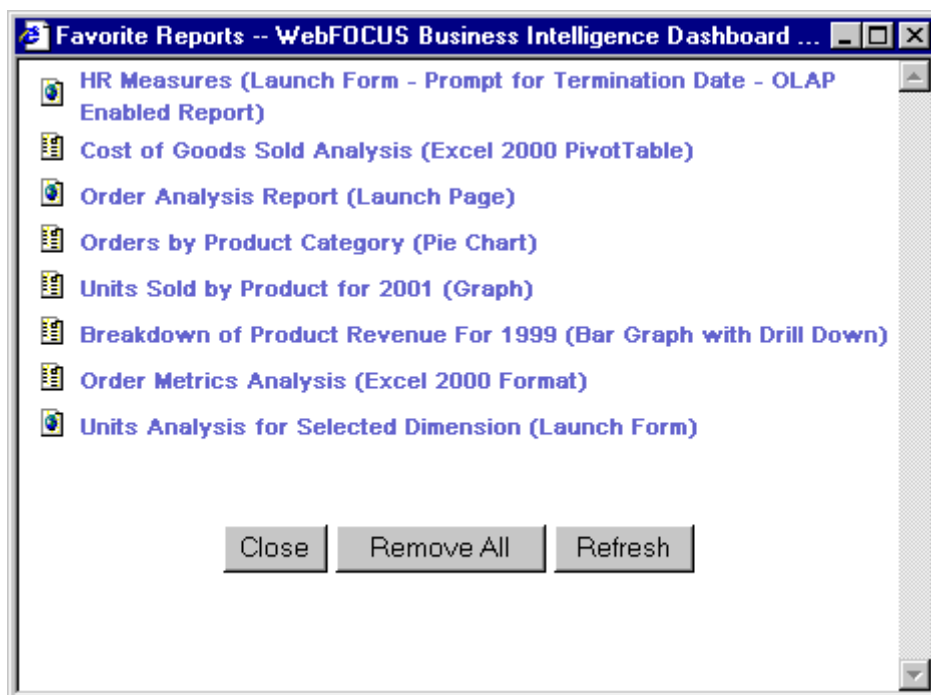 Favorite Reports -- WebFOCUS Business Intelligence Dashboard ...
HR Measures (Launch Form - Prompt for Termination Date - OLAP
Enabled Report)
Cost of Goods Sold Analysis (Excel 2000 PivotTable)
Order Analysis Report (Launch Page)
Orders by Product Category (Pie Chart)
Units Sold by Product for 2001 (Graph)
Breakdown of Product Revenue For 1999 (Bar Graph with Drill Down)
Order Metrics Analysis (Excel 2000 Format)
Units Analysis for Selected Dimension (Launch Form)
Close Remove All Refresh